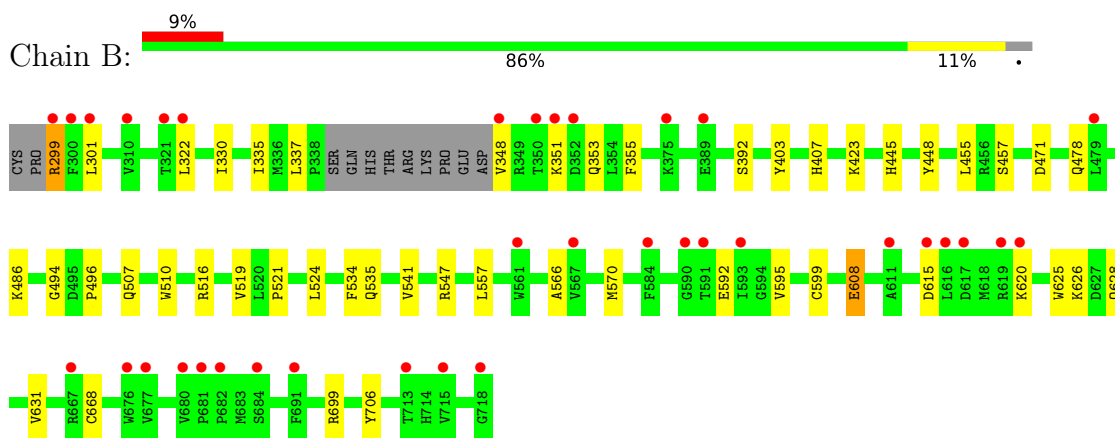 9%
Chain B:
86% 11% •
CYS PRO R299 F300 L301 V310 T321 L322 I330 I335 M336 L337 P338 SER GLN HIS THR ARG LYS PRO GLU ASP V348 R349 T350 K351 D352 Q353 L354 F355 K375 E389 S392 Y403 H407 K423 H445 Y448 L455 R456 S457 D471 Q478 L479
K486 G494 D495 P496 Q507 W510 R516 V519 L520 P521 L524 F534 Q535 V541 R547 L557 W561 A566 V567 M570 F584 G590 T591 E592 I593 G594 V595 C599 E608 A611 D615 L616 D617 M618 R619 K620 W625 K626 D627
V631 R667 C668 W676 V677 V680 P681 P682 M683 S684 F691 R699 Y706 T713 H714 V715 G718